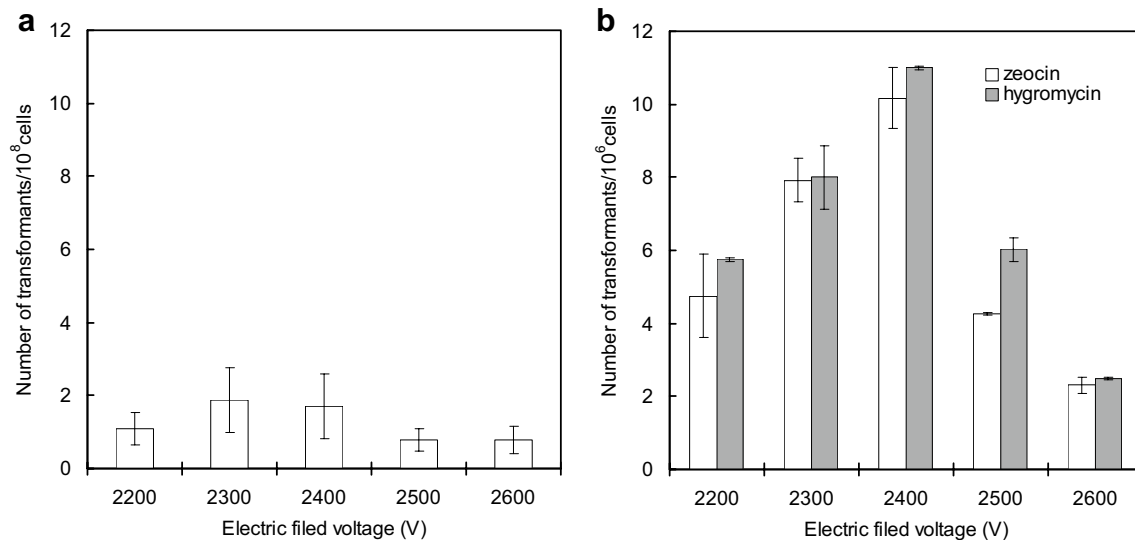 a
12
10
8
6
4
2
0
Number of transformants/10⁸cells
2200 2300 2400 2500 2600
Electric filed voltage (V)
b
12
10
8
6
4
2
0
Number of transformants/10⁶cells
zeocin
hygromycin
2200 2300 2400 2500 2600
Electric filed voltage (V)